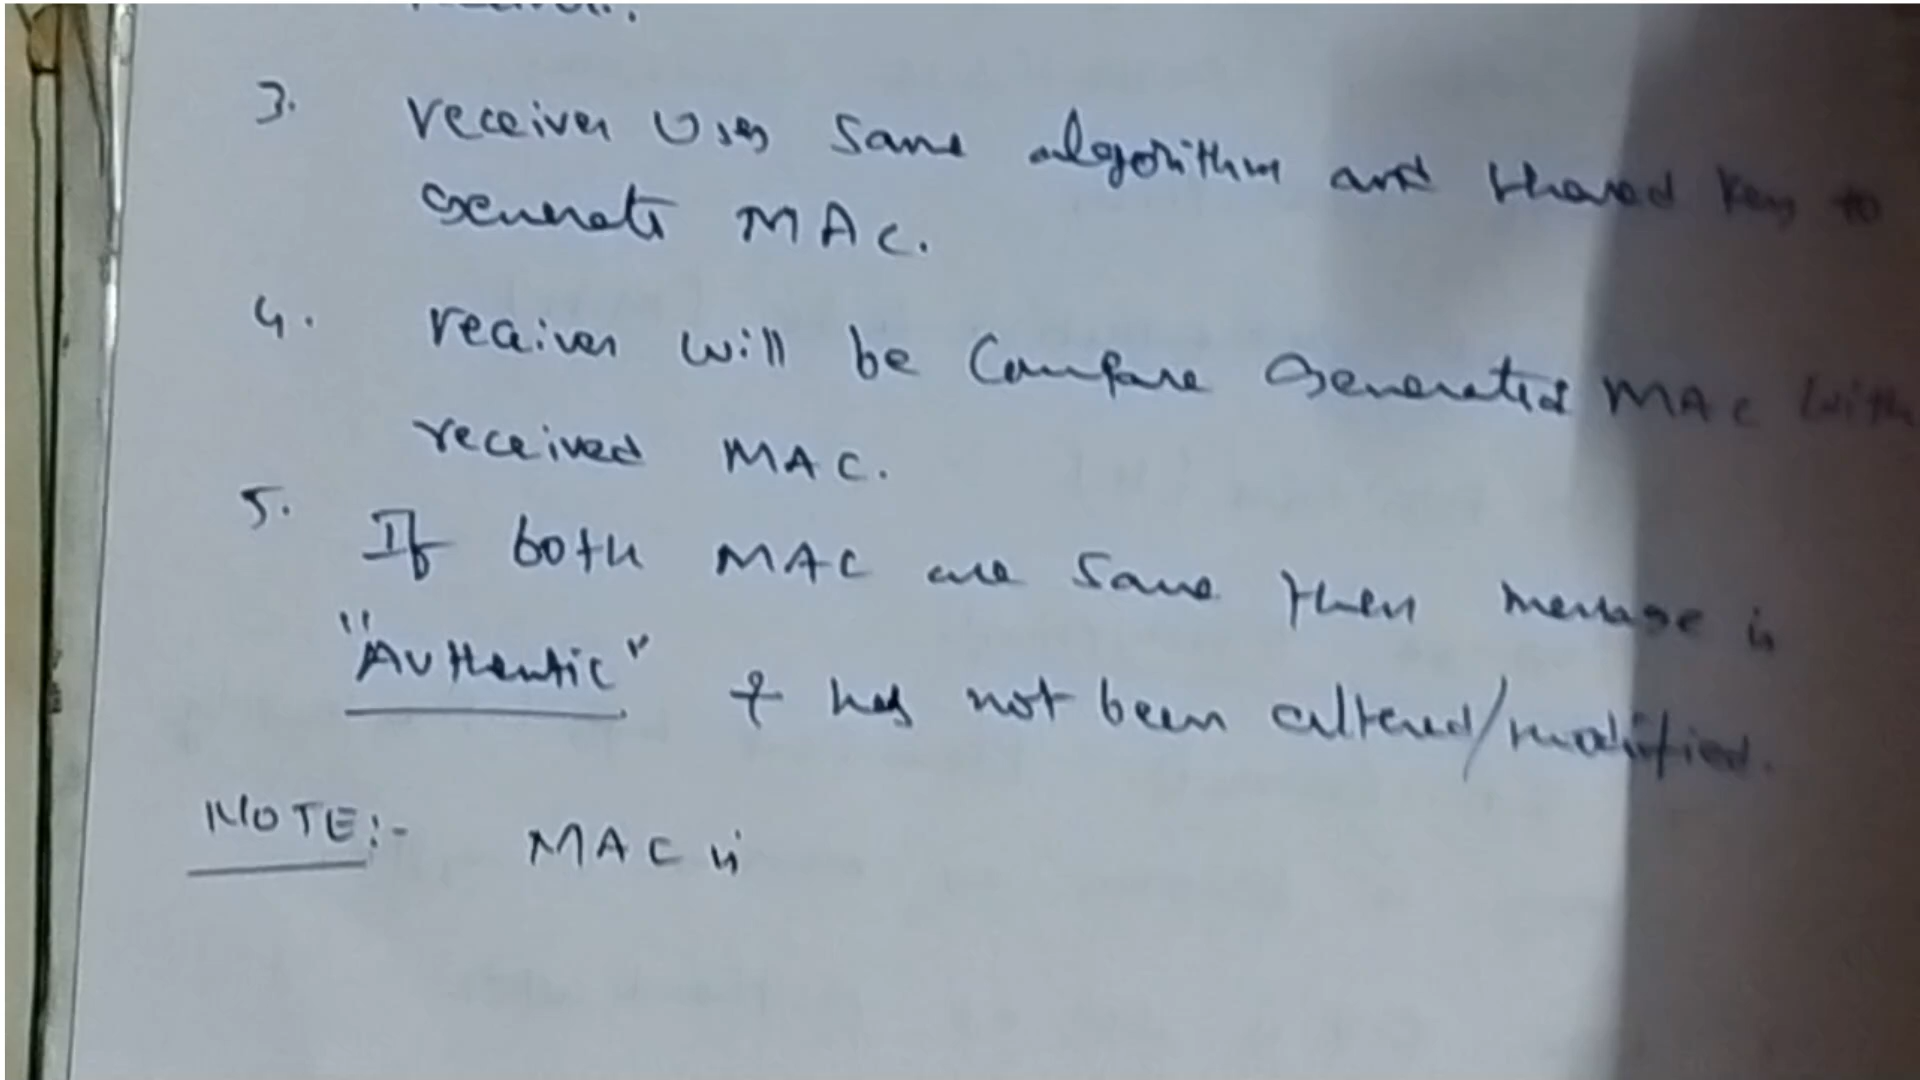 3. receiver Uses same algorithm and shared key to
generate MAC.
4. receiver will be Compare Generated MAC with
received MAC.
5. If both MAC are same then message is
"Authentic" & has not been altered/modified.
NOTE:- MAC is